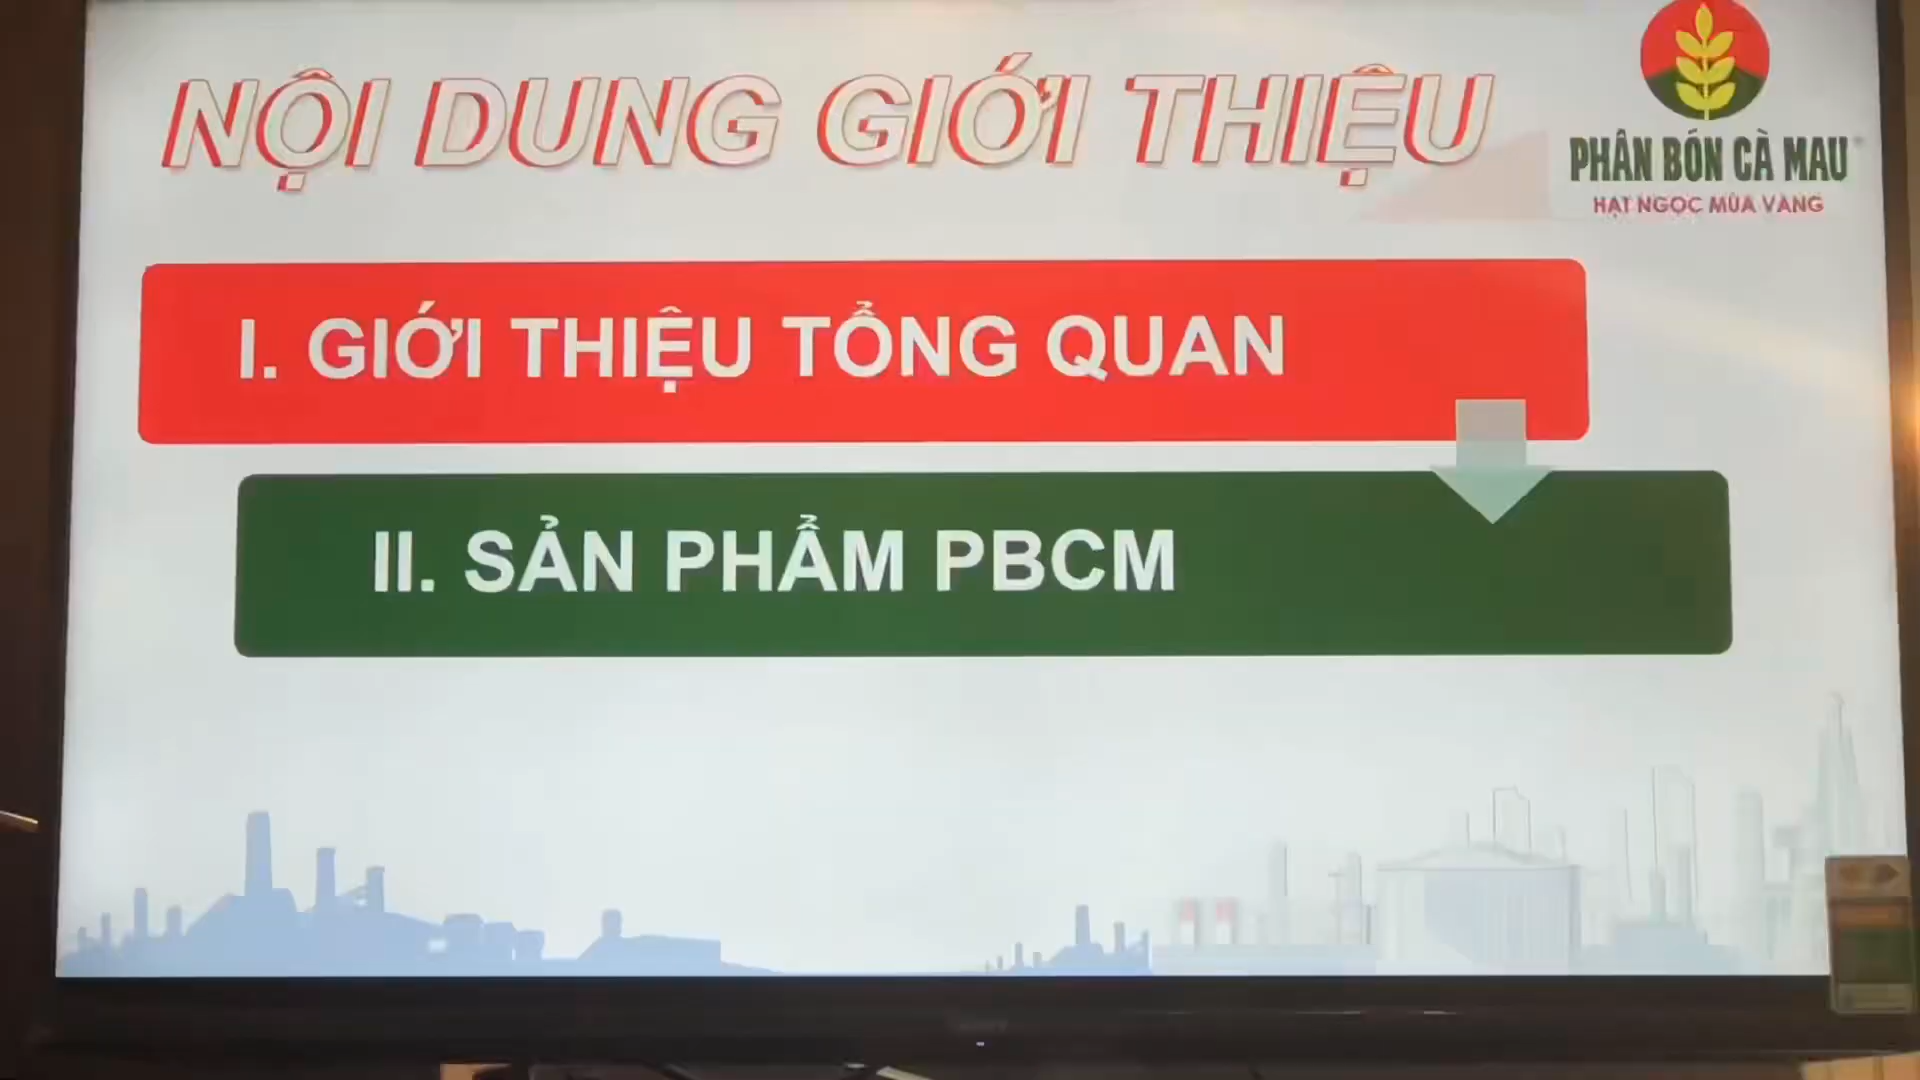 NỘI DUNG GIỚI THIỆU
PHÂN BÓN CÀ MAU
HẠT NGỌC MÙA VÀNG
I. GIỚI THIỆU TỔNG QUAN
II. SẢN PHẨM PBCM